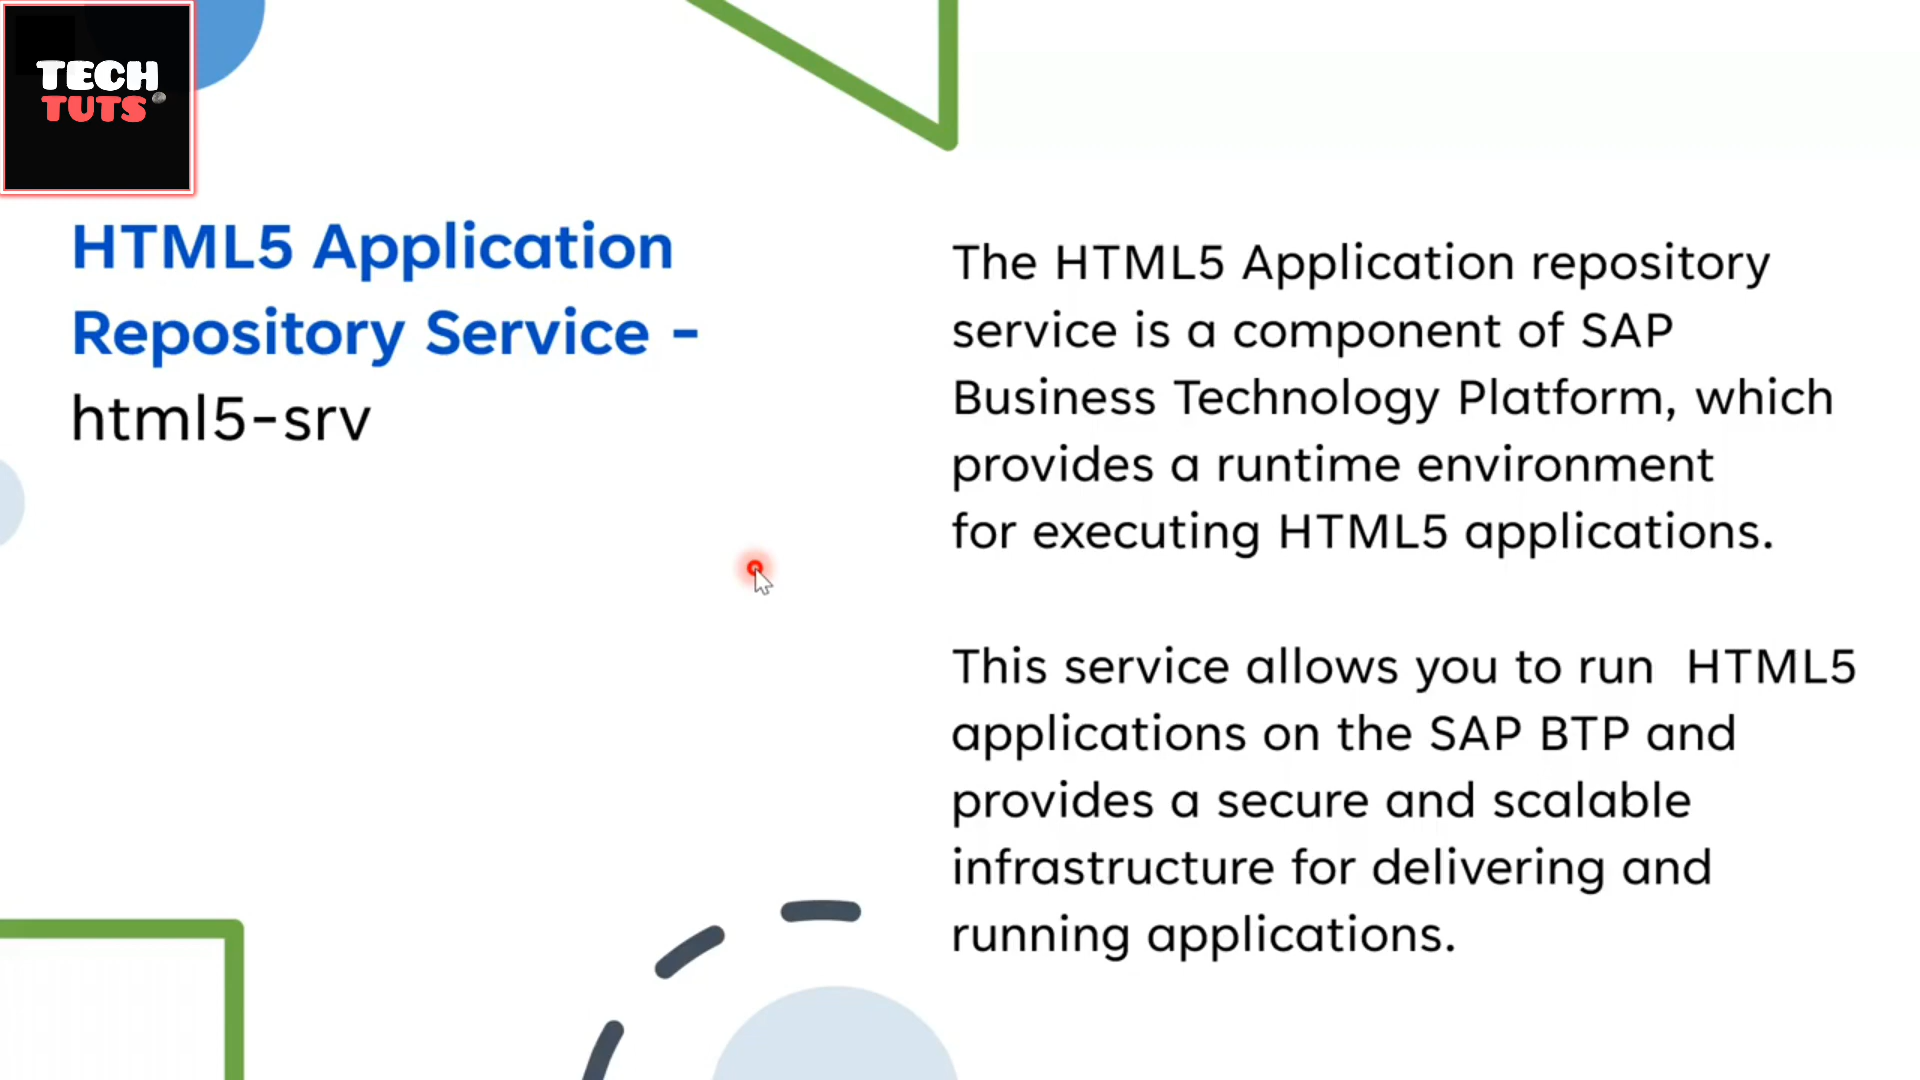 TECH
TUTS
HTML5 Application
Repository Service -
html5-srv
The HTML5 Application repository
service is a component of SAP
Business Technology Platform, which
provides a runtime environment
for executing HTML5 applications.
This service allows you to run  HTML5
applications on the SAP BTP and
provides a secure and scalable
infrastructure for delivering and
running applications.